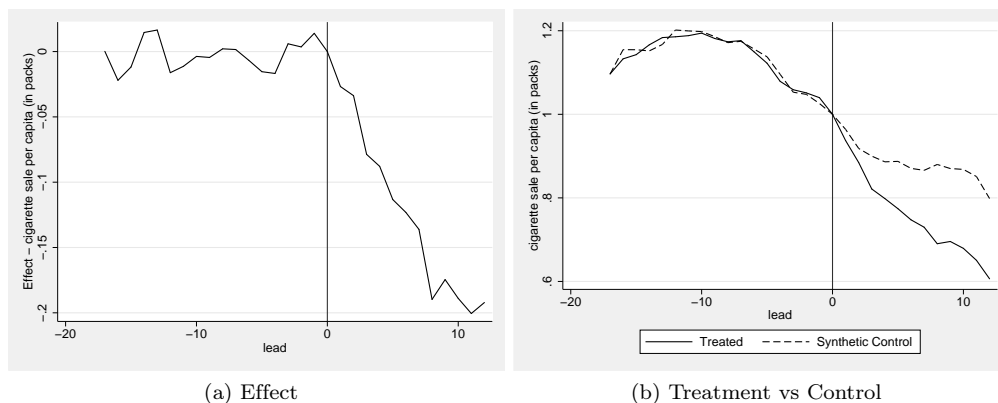 Effect – cigarette sale per capita (in packs)
0
−.05
−.1
−.15
−.2
−20
−10
0
10
lead
(a) Effect
cigarette sale per capita (in packs)
1.2
1
.8
.6
−20
−10
0
10
lead
Treated
Synthetic Control
(b) Treatment vs Control